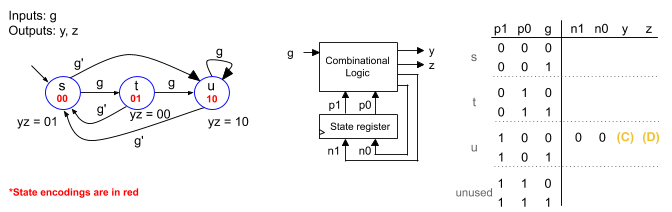 Inputs: g
Outputs: y, z
g'
g
s
00
g
t
01
g
u
10
g'
yz = 01
yz = 00
yz = 10
g'
*State encodings are in red
g
Combinational
Logic
y
z
p1 p0
State register
n1 n0
p1 p0 g n1 n0 y z
s
0 0 0
0 0 1
t
0 1 0
0 1 1
u
1 0 0 0 0 (C) (D)
1 0 1
unused
1 1 0
1 1 1